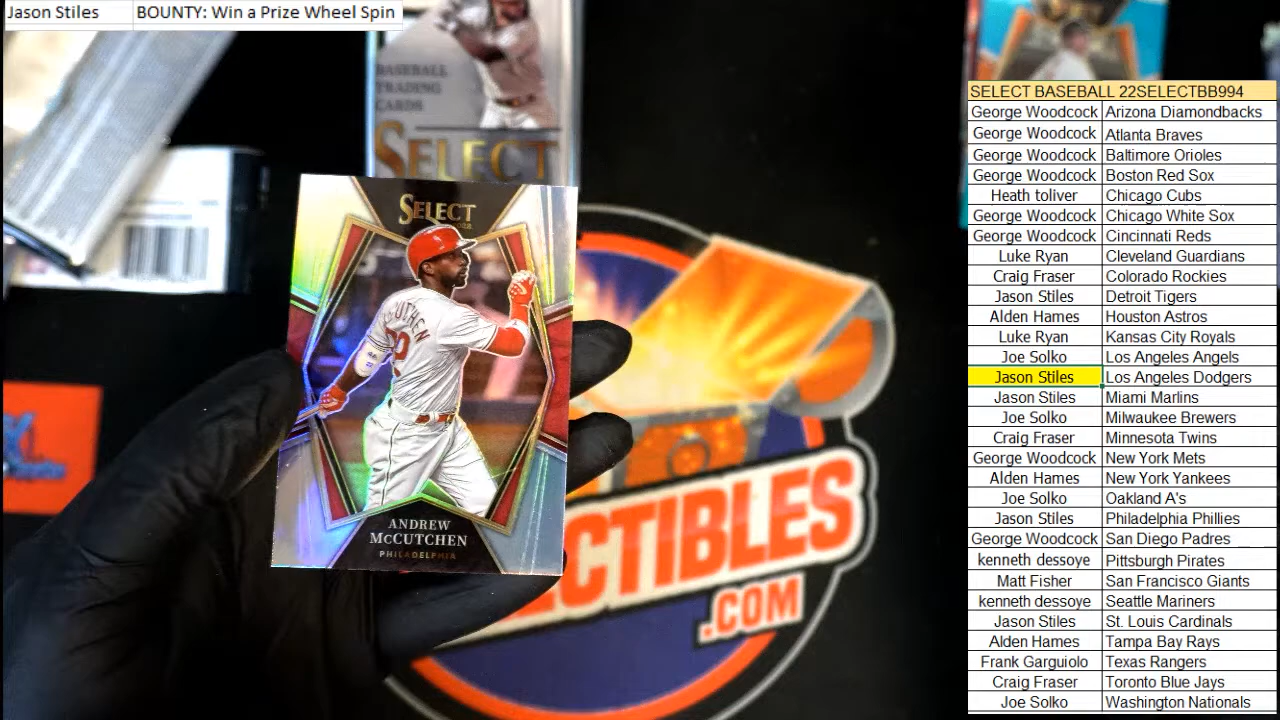 Jason Stiles BOUNTY: Win a Prize Wheel Spin
BASEBALL
TRADING
CARDS
SELECT
SELECT
ANDREW
McCUTCHEN
PHILADELPHIA
ECTIBLES
.COM
SELECT BASEBALL 22SELECTBB994
George Woodcock Arizona Diamondbacks
George Woodcock Atlanta Braves
George Woodcock Baltimore Orioles
George Woodcock Boston Red Sox
Heath toliver Chicago Cubs
George Woodcock Chicago White Sox
George Woodcock Cincinnati Reds
Luke Ryan Cleveland Guardians
Craig Fraser Colorado Rockies
Jason Stiles Detroit Tigers
Alden Hames Houston Astros
Luke Ryan Kansas City Royals
Joe Solko Los Angeles Angels
Jason Stiles Los Angeles Dodgers
Jason Stiles Miami Marlins
Joe Solko Milwaukee Brewers
Craig Fraser Minnesota Twins
George Woodcock New York Mets
Alden Hames New York Yankees
Joe Solko Oakland A's
Jason Stiles Philadelphia Phillies
George Woodcock San Diego Padres
kenneth dessoye Pittsburgh Pirates
Matt Fisher San Francisco Giants
kenneth dessoye Seattle Mariners
Jason Stiles St. Louis Cardinals
Alden Hames Tampa Bay Rays
Frank Garguiolo Texas Rangers
Craig Fraser Toronto Blue Jays
Joe Solko Washington Nationals